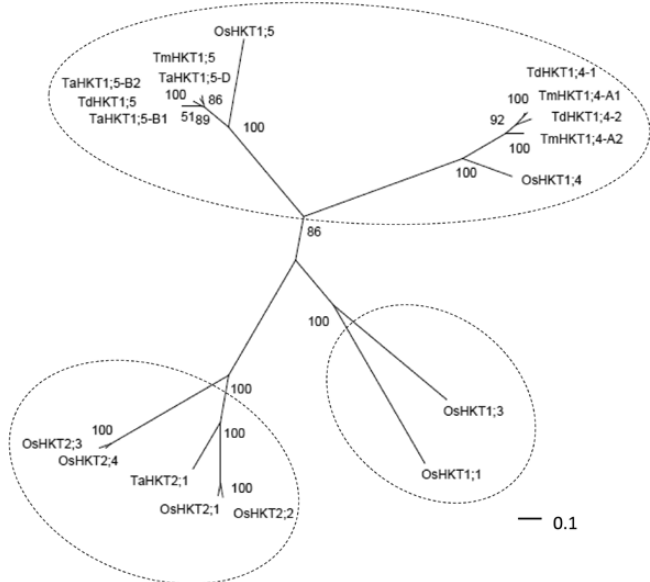 OsHKT1;5
TmHKT1;5
TaHKT1;5-D
TaHKT1;5-B2
100
86
TdHKT1;5
TaHKT1;5-B1
5189
100
TdHKT1;4-1
100
TmHKT1;4-A1
92
TdHKT1;4-2
TmHKT1;4-A2
100
100
OsHKT1;4
86
100
100
OsHKT1;3
100
100
OsHKT2;3
OsHKT2;4
TaHKT2;1
100
OsHKT2;1
OsHKT2;2
OsHKT1;1
0.1